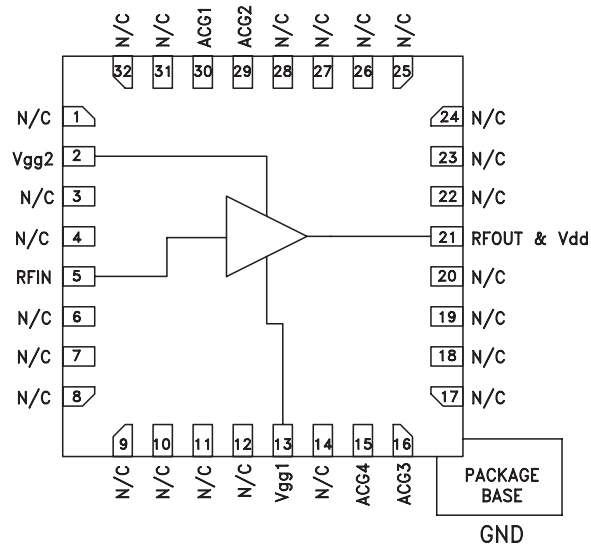 N/C
N/C
ACG1
ACG2
N/C
N/C
N/C
N/C
32
31
30
29
28
27
26
25
N/C 1
Vgg2 2
N/C 3
N/C 4
RFIN 5
N/C 6
N/C 7
N/C 8
24 N/C
23 N/C
22 N/C
21 RFOUT & Vdd
20 N/C
19 N/C
18 N/C
17 N/C
9
10
11
12
13
14
15
16
N/C
N/C
N/C
N/C
Vgg1
N/C
ACG4
ACG3
PACKAGE
BASE
GND